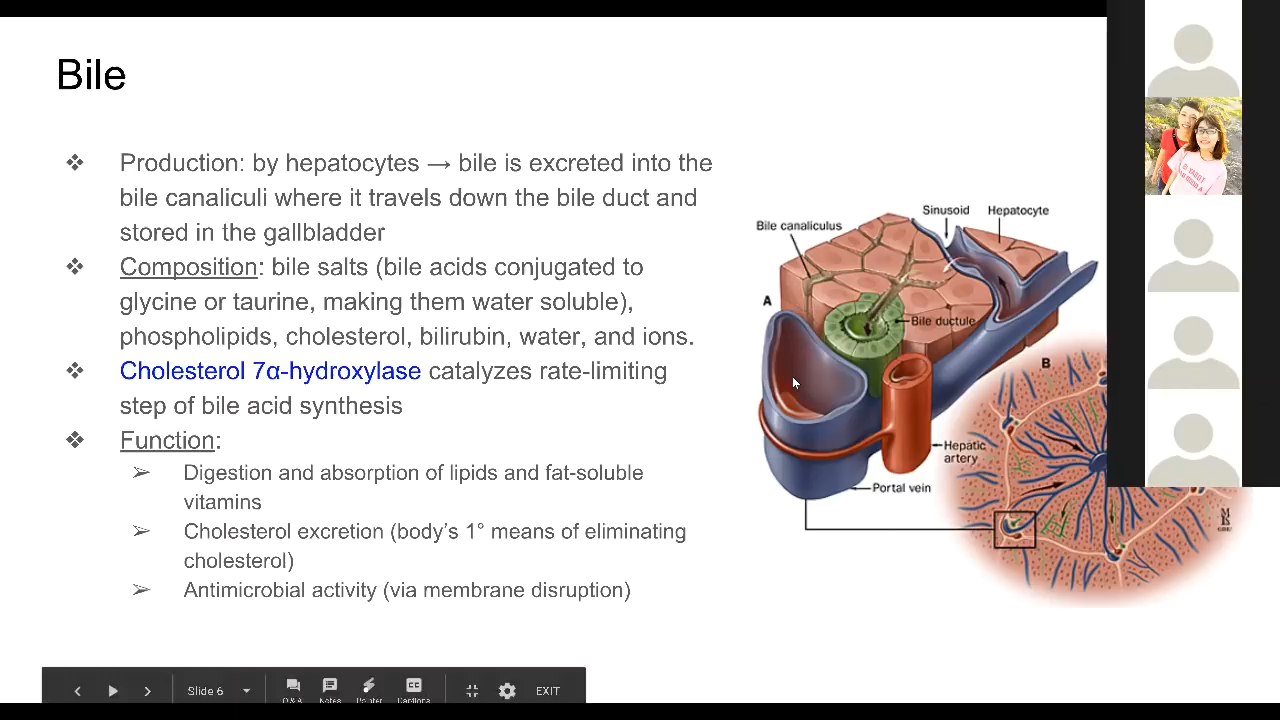 Bile
❖ Production: by hepatocytes → bile is excreted into the
bile canaliculi where it travels down the bile duct and
stored in the gallbladder
❖ Composition: bile salts (bile acids conjugated to
glycine or taurine, making them water soluble),
phospholipids, cholesterol, bilirubin, water, and ions.
❖ Cholesterol 7α-hydroxylase catalyzes rate-limiting
step of bile acid synthesis
❖ Function:
➢ Digestion and absorption of lipids and fat-soluble
vitamins
➢ Cholesterol excretion (body's 1° means of eliminating
cholesterol)
➢ Antimicrobial activity (via membrane disruption)
Sinusoid
Hepatocyte
Bile canaliculus
A
Bile ductule
B
Hepatic
artery
Portal vein
Slide 6
Q & A
Notes
Pointer
Captions
EXIT